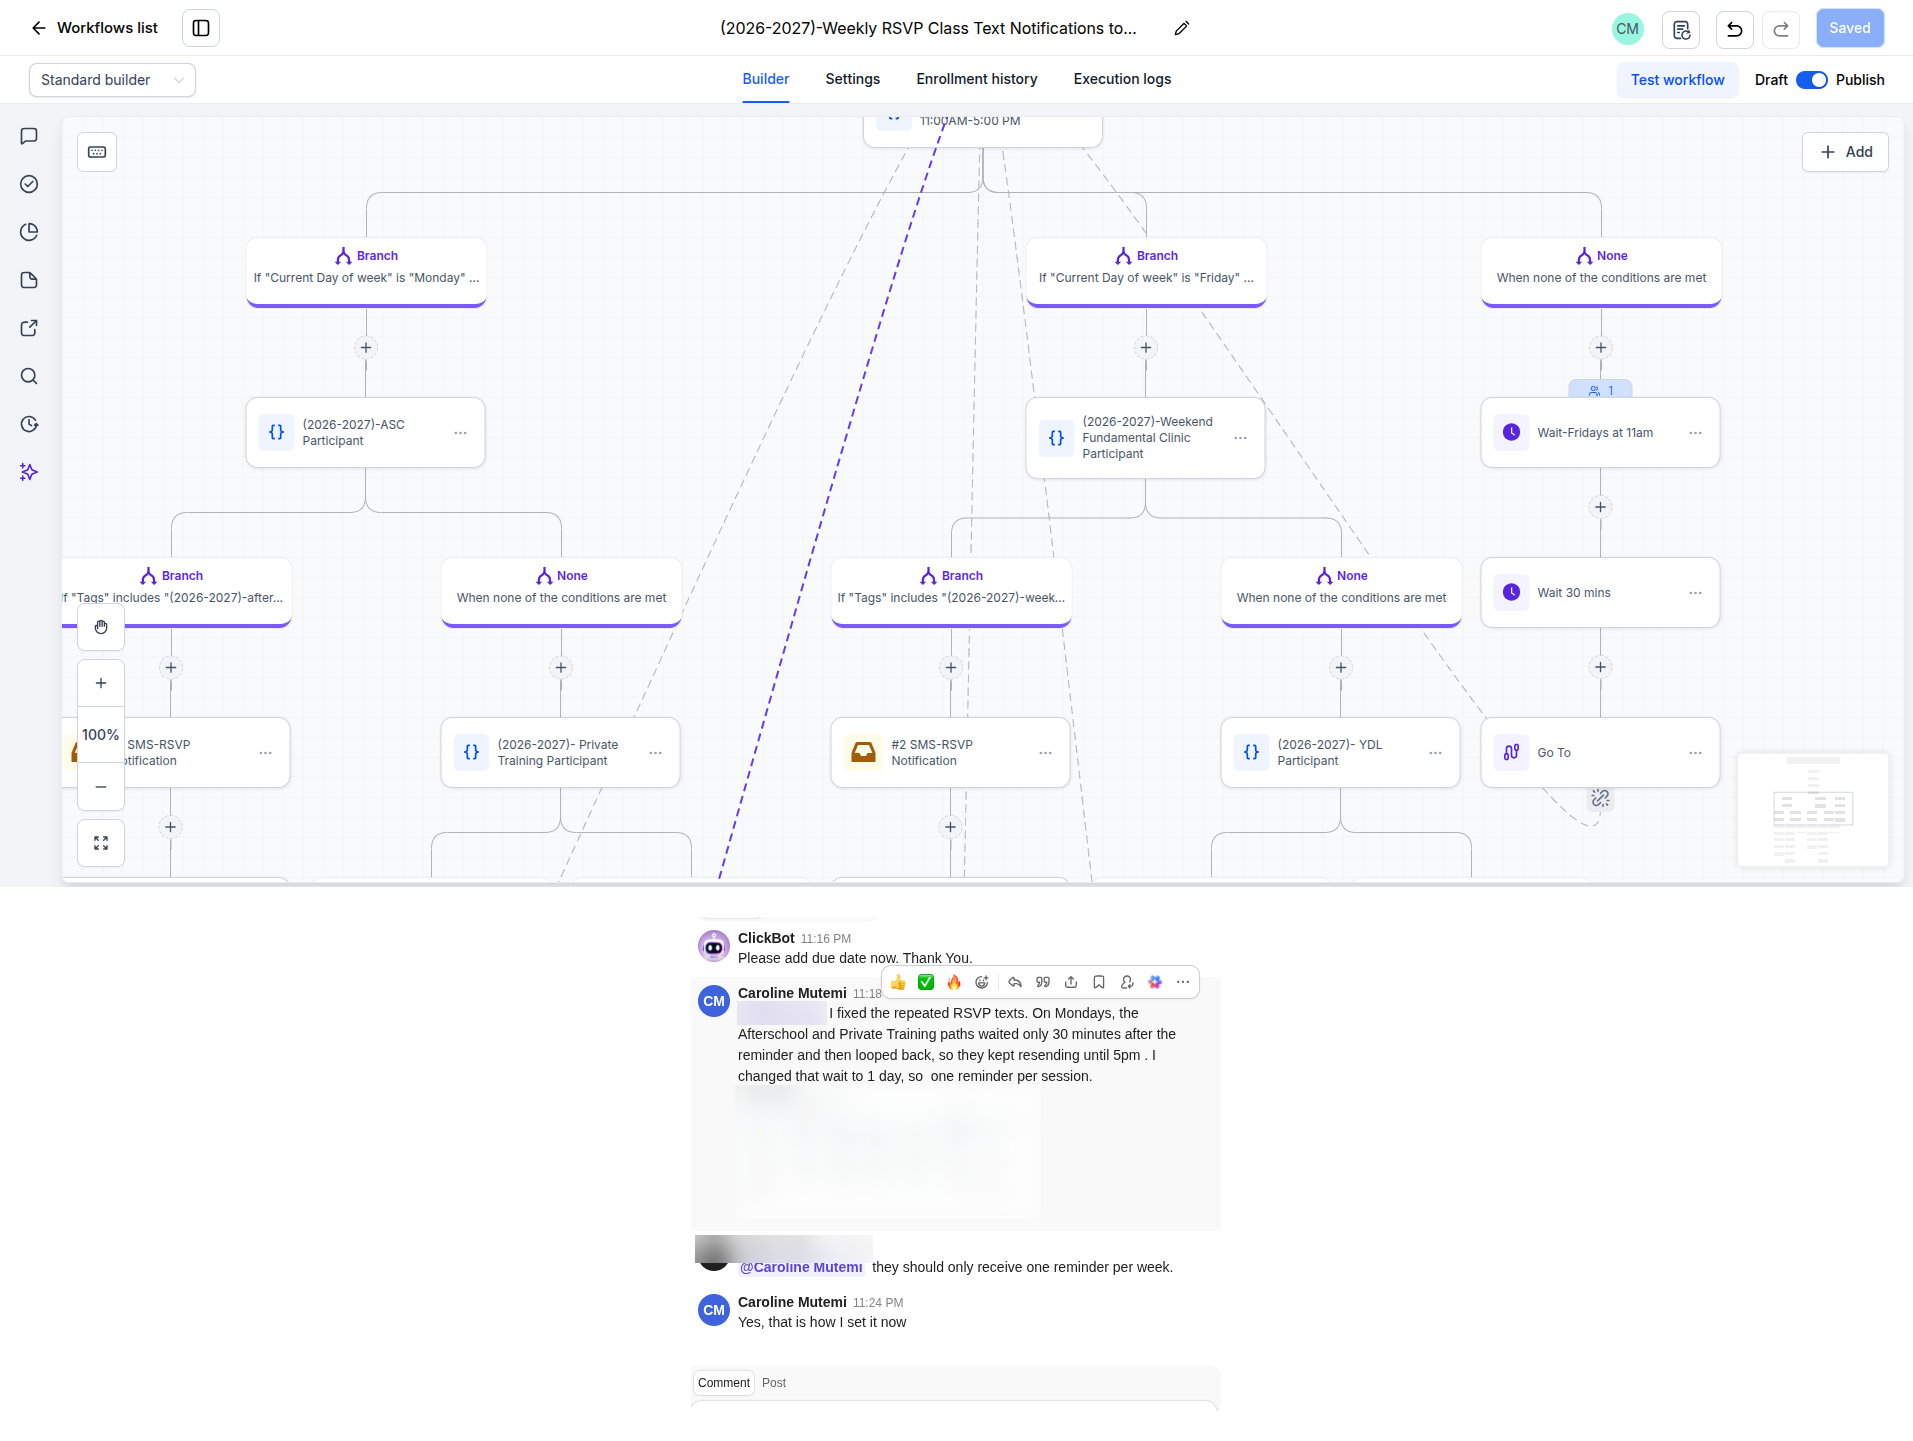 Workflows list
(2026-2027)-Weekly RSVP Class Text Notifications to...
CM
Saved
Standard builder
Builder
Settings
Enrollment history
Execution logs
Test workflow
Draft
Publish
11:00AM-5:00 PM
Add
Branch
If "Current Day of week" is "Monday" ...
Branch
If "Current Day of week" is "Friday" ...
None
When none of the conditions are met
1
(2026-2027)-ASC
Participant
(2026-2027)-Weekend
Fundamental Clinic
Participant
Wait-Fridays at 11am
Branch
If "Tags" includes "(2026-2027)-after...
None
When none of the conditions are met
Branch
If "Tags" includes "(2026-2027)-week...
None
When none of the conditions are met
Wait 30 mins
100%
SMS-RSVP
otification
(2026-2027)- Private
Training Participant
#2 SMS-RSVP
Notification
(2026-2027)- YDL
Participant
Go To
ClickBot 11:16 PM
Please add due date now. Thank You.
CM
Caroline Mutemi 11:18
I fixed the repeated RSVP texts. On Mondays, the
Afterschool and Private Training paths waited only 30 minutes after the
reminder and then looped back, so they kept resending until 5pm . I
changed that wait to 1 day, so one reminder per session.
@Caroline Mutemi they should only receive one reminder per week.
CM
Caroline Mutemi 11:24 PM
Yes, that is how I set it now
Comment
Post